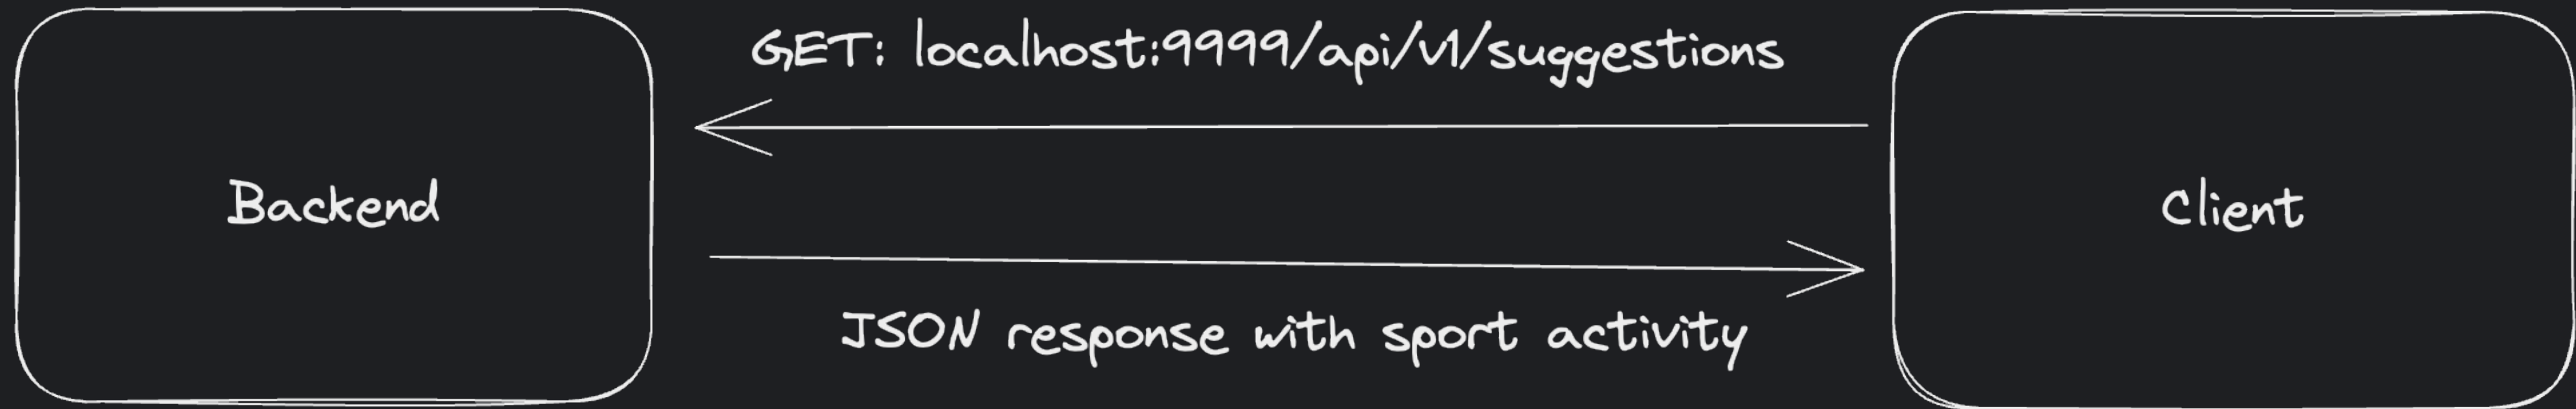 GET: localhost:9999/api/v1/suggestions
Backend
Client
JSON response with sport activity